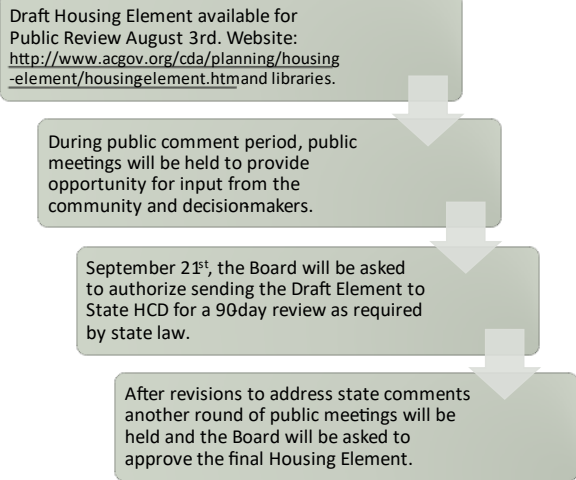 Draft Housing Element available for
Public Review August 3rd. Website:
http://www.acgov.org/cda/planning/housing
-element/housingelement.htmand libraries.
During public comment period, public
meetings will be held to provide
opportunity for input from the
community and decision-makers.
September 21st, the Board will be asked
to authorize sending the Draft Element to
State HCD for a 90-day review as required
by state law.
After revisions to address state comments
another round of public meetings will be
held and the Board will be asked to
approve the final Housing Element.